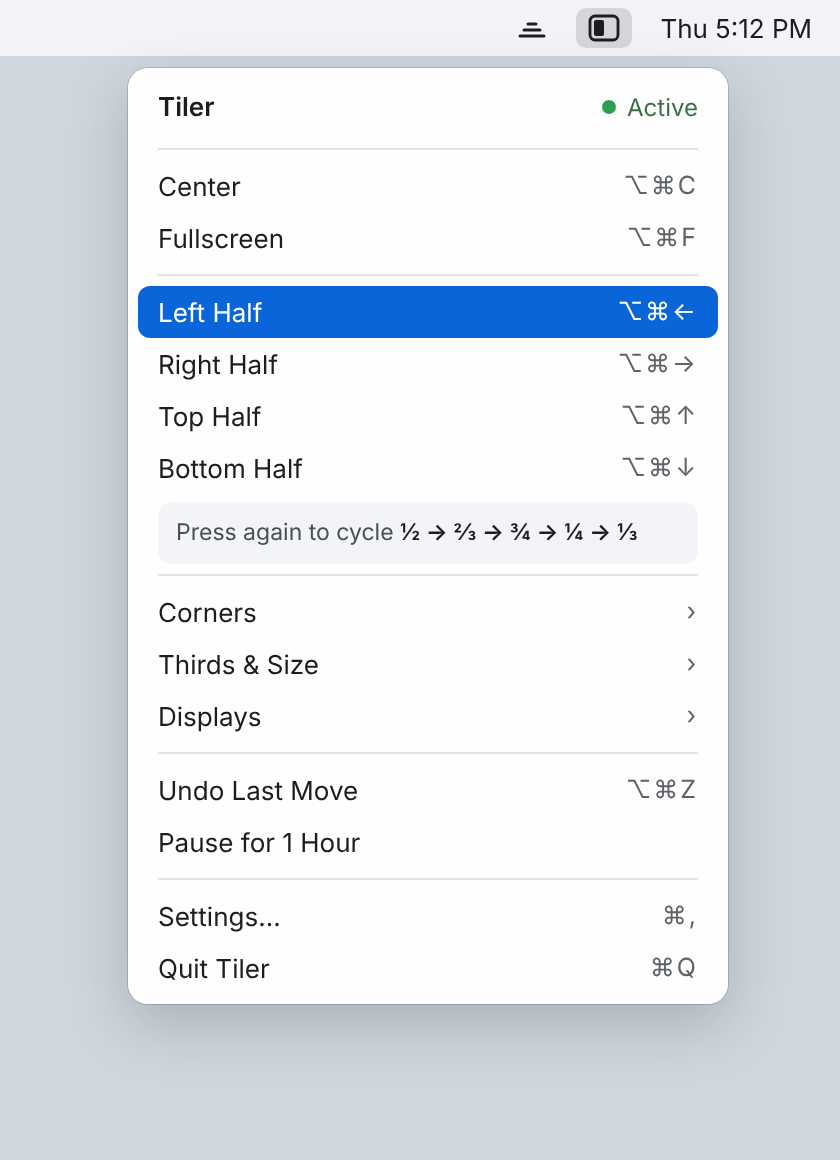 Thu 5:12 PM
Tiler Active
Center ⌥⌘C
Fullscreen ⌥⌘F
Left Half ⌥⌘←
Right Half ⌥⌘→
Top Half ⌥⌘↑
Bottom Half ⌥⌘↓
Press again to cycle ½ → ⅔ → ¾ → ¼ → ⅓
Corners ›
Thirds & Size ›
Displays ›
Undo Last Move ⌥⌘Z
Pause for 1 Hour
Settings... ⌘,
Quit Tiler ⌘Q